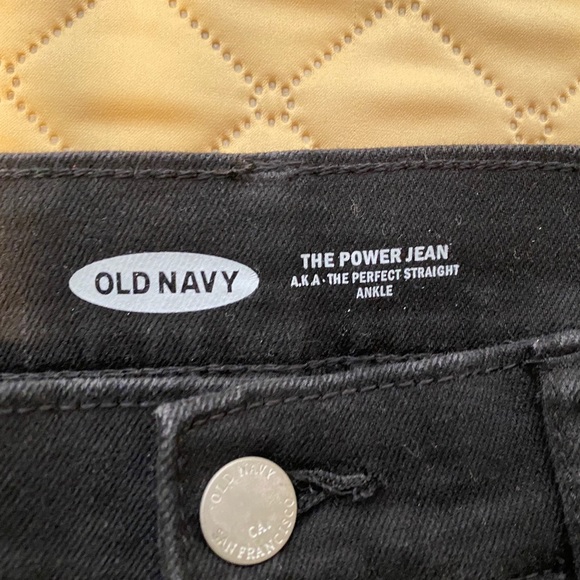 OLD NAVY
THE POWER JEAN
A.K.A - THE PERFECT STRAIGHT
ANKLE
OLD NAVY
CA.
SAN FRANCISCO